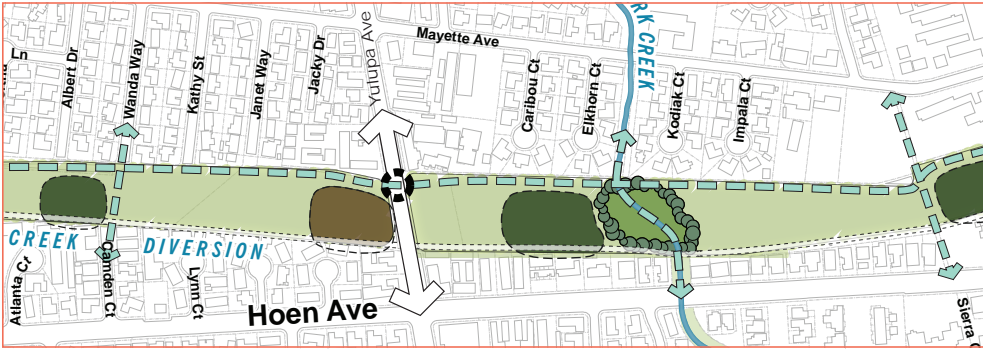 Ln
Albert Dr
Wanda Way
Kathy St
Janet Way
Jacky Dr
Yulupa Ave
Mayette Ave
Caribou Ct
Elkhorn Ct
RK CREEK
Kodiak Ct
Impala Ct
CREEK DIVERSION
Atlanta Cr
Camden Ct
Lynn Ct
Hoen Ave
Sierra C